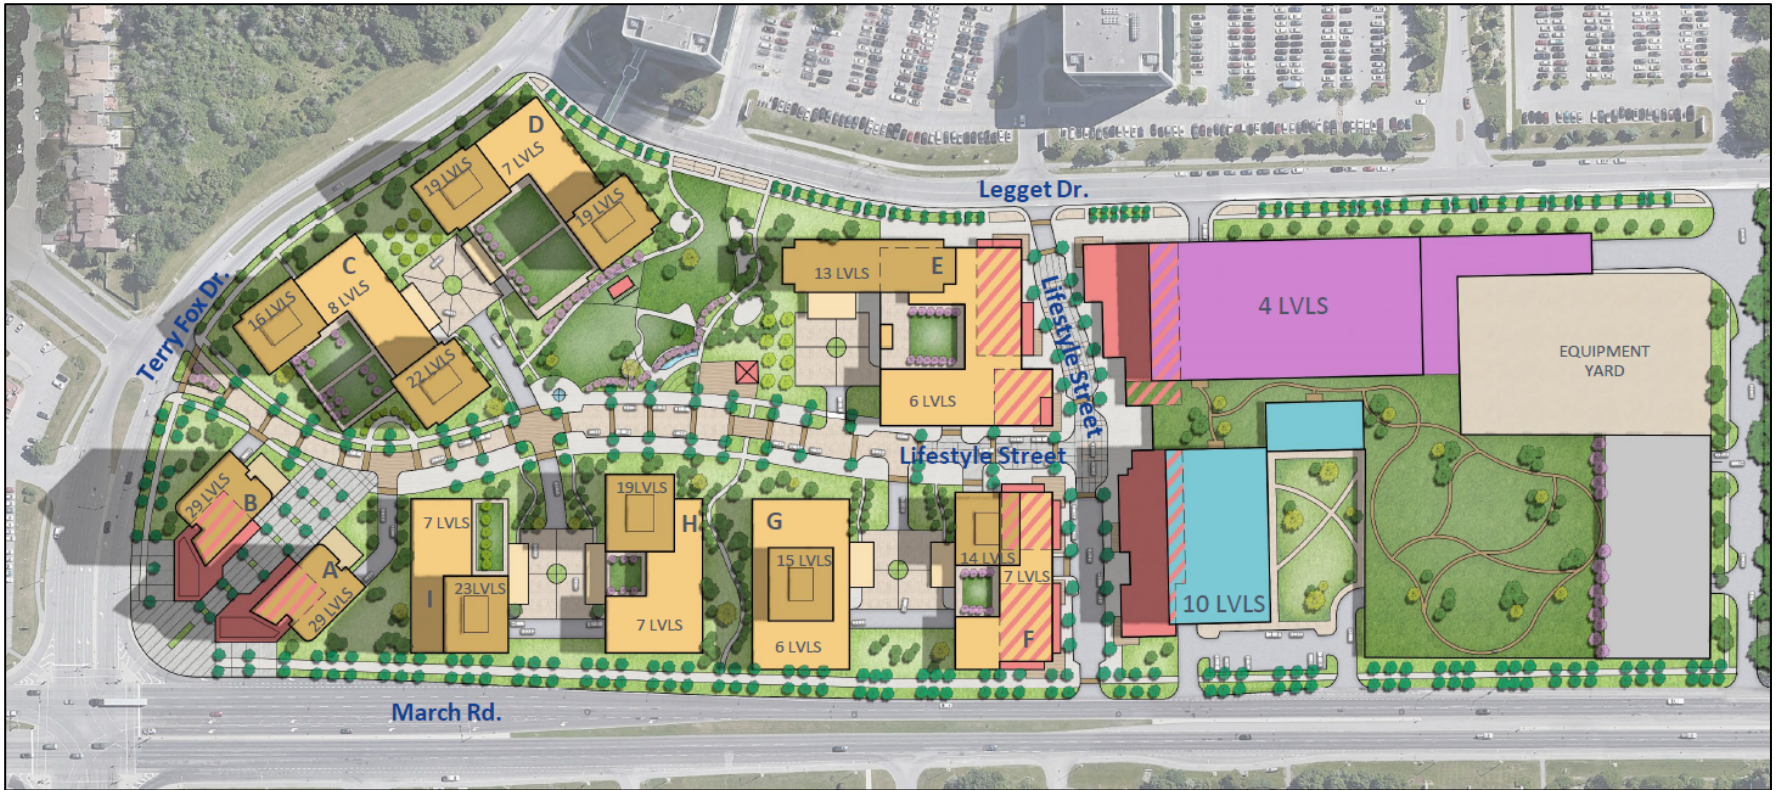 D
19 LVLS
7 LVLS
19 LVLS
Legget Dr.
C
16 LVLS
8 LVLS
22 LVLS
Terry Fox Dr.
13 LVLS
E
6 LVLS
Lifestyle Street
4 LVLS
EQUIPMENT
YARD
Lifestyle Street
29 LVLS
B
A
29 LVLS
7 LVLS
I
23LVLS
19LVLS
H
7 LVLS
G
15 LVLS
6 LVLS
14 LVLS
7 LVLS
F
10 LVLS
March Rd.